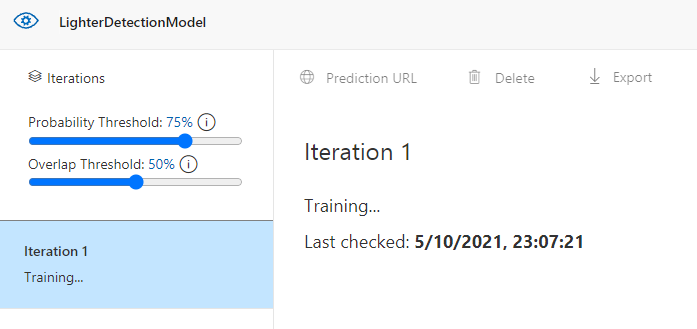 LighterDetectionModel
Iterations
Probability Threshold: 75%
Overlap Threshold: 50%
Iteration 1
Training...
Prediction URL
Delete
Export
Iteration 1
Training...
Last checked: 5/10/2021, 23:07:21